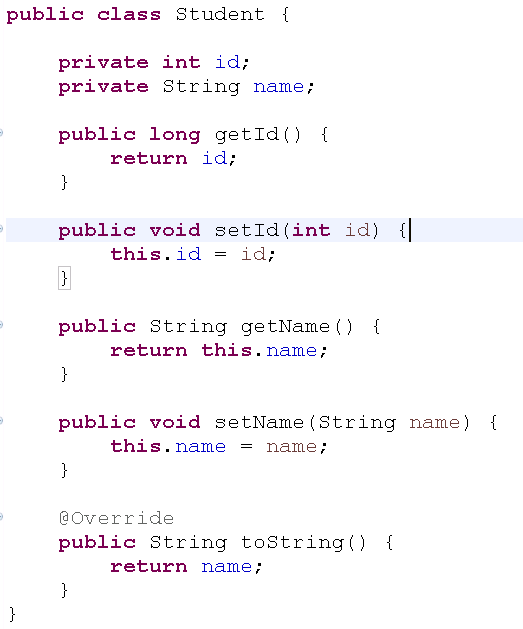 public class Student {
private int id;
private String name;
public long getId() {
return id;
}
public void setId(int id) {
this.id = id;
}
public String getName() {
return this.name;
}
public void setName(String name) {
this.name = name;
}
@Override
public String toString() {
return name;
}
}